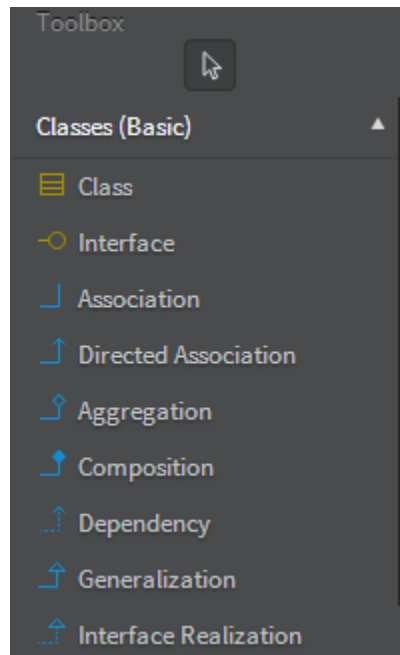 Toolbox
Classes (Basic)
Class
Interface
Association
Directed Association
Aggregation
Composition
Dependency
Generalization
Interface Realization